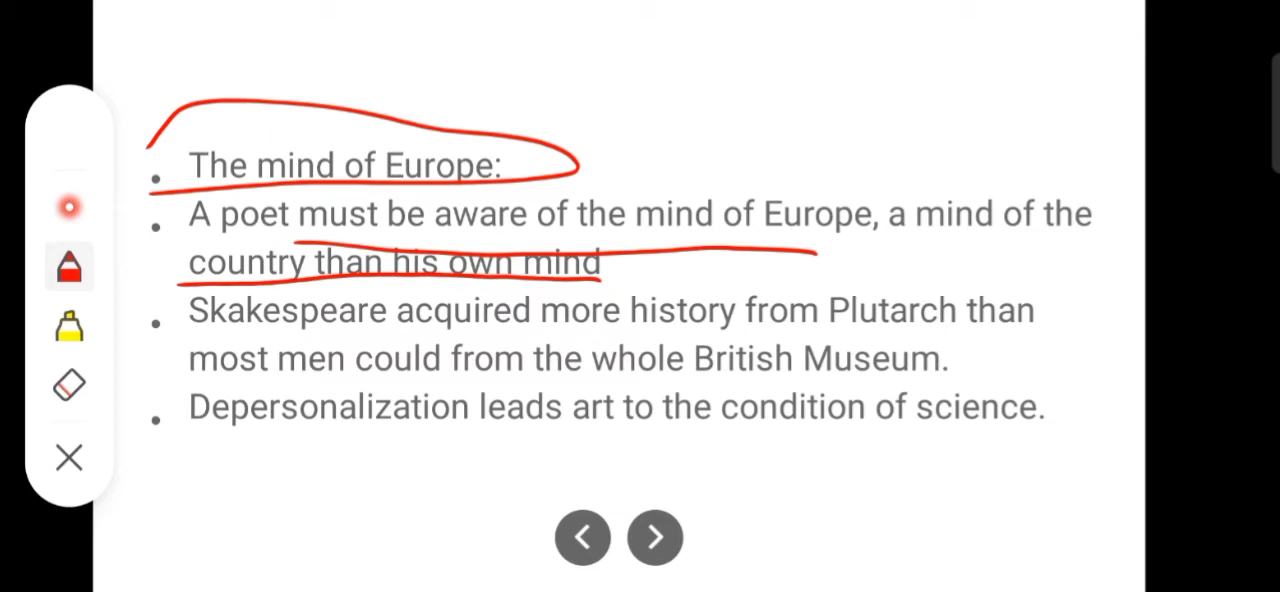 The mind of Europe:
A poet must be aware of the mind of Europe, a mind of the
country than his own mind
Skakespeare acquired more history from Plutarch than
most men could from the whole British Museum.
Depersonalization leads art to the condition of science.